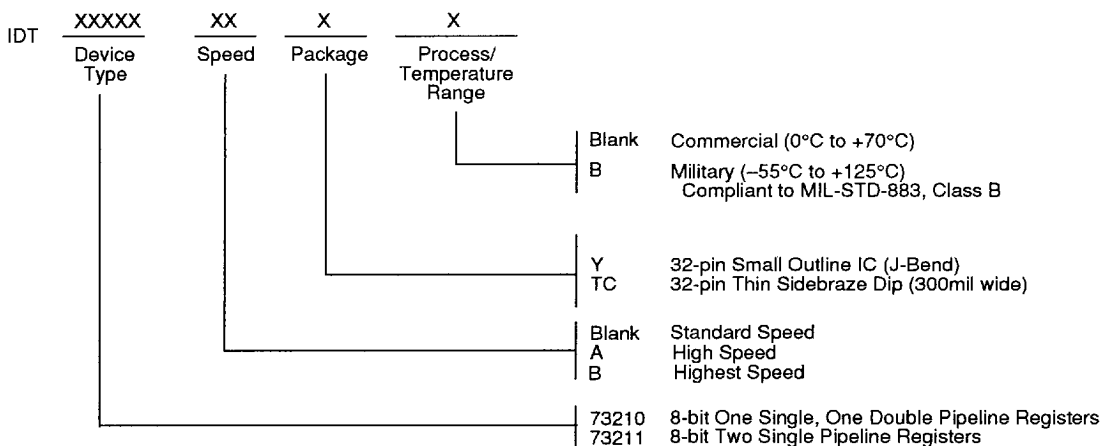 IDT XXXXX XX X X
Device Type Speed Package Process/ Temperature Range
Blank Commercial (0°C to +70°C)
B Military (–55°C to +125°C)
Compliant to MIL-STD-883, Class B
Y 32-pin Small Outline IC (J-Bend)
TC 32-pin Thin Sidebraze Dip (300mil wide)
Blank Standard Speed
A High Speed
B Highest Speed
73210 8-bit One Single, One Double Pipeline Registers
73211 8-bit Two Single Pipeline Registers